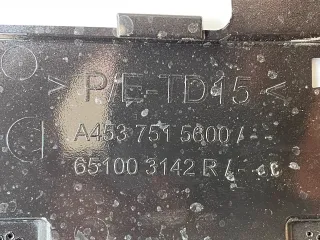 > P/E-TD15 <
A453 751 5600 / --
65100 3142 R / --